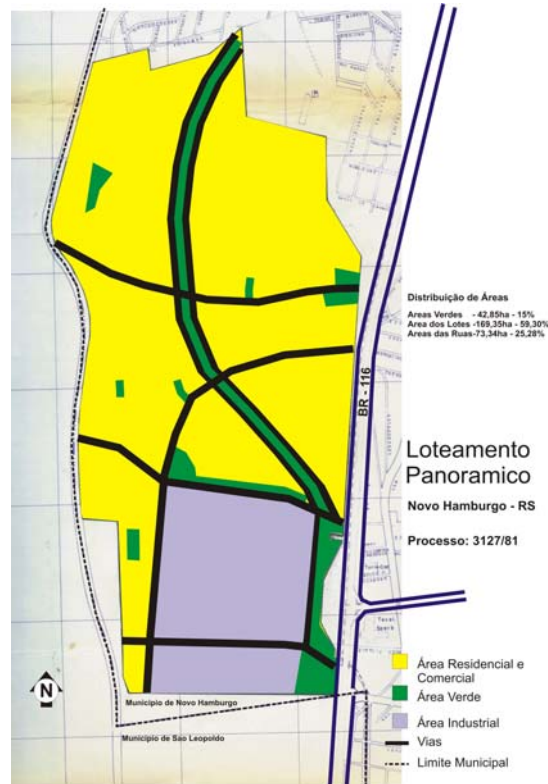 Distribuição de Áreas
Areas Verdes - 42,85ha - 15%
Area dos Lotes -169,35ha - 59,30%
Areas das Ruas-73,34ha - 25,28%
BR - 116
Loteamento
Panoramico
Novo Hamburgo - RS
Processo: 3127/81
Área Residencial e
Comercial
Área Verde
Área Industrial
Vias
Limite Municipal
N
Município de Novo Hamburgo
Município de Sao Leopoldo